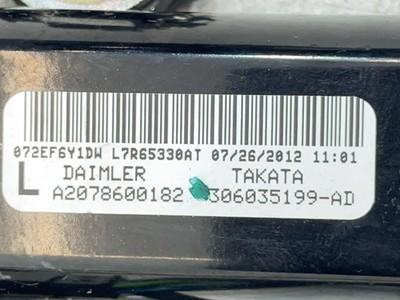 072EF6Y1DW L7R65330AT 07/26/2012 11:01
L DAIMLER TAKATA
A2078600182 306035199-AD